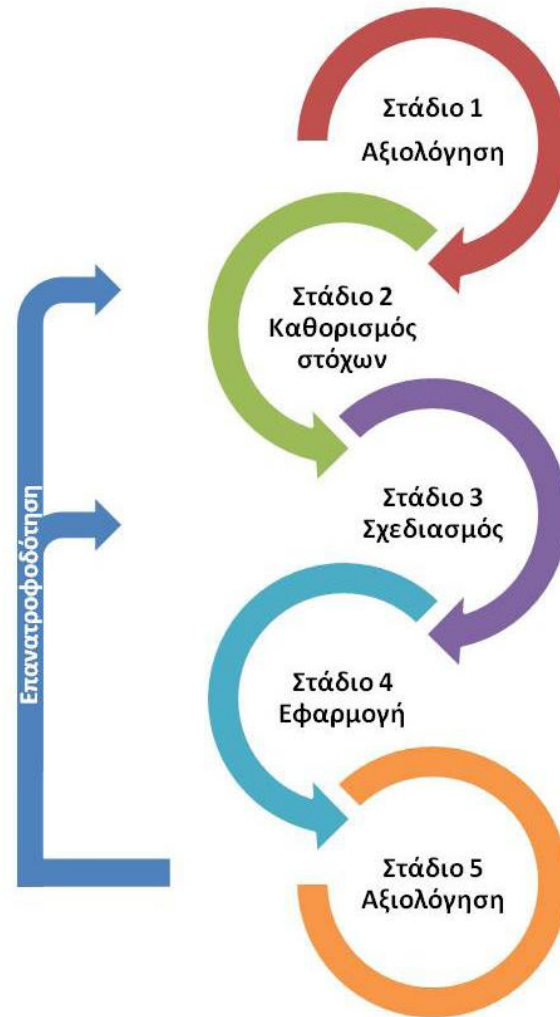 Στάδιο 1
Αξιολόγηση
Στάδιο 2
Καθορισμός
στόχων
Στάδιο 3
Σχεδιασμός
Στάδιο 4
Εφαρμογή
Στάδιο 5
Αξιολόγηση
Επανατροφοδότηση